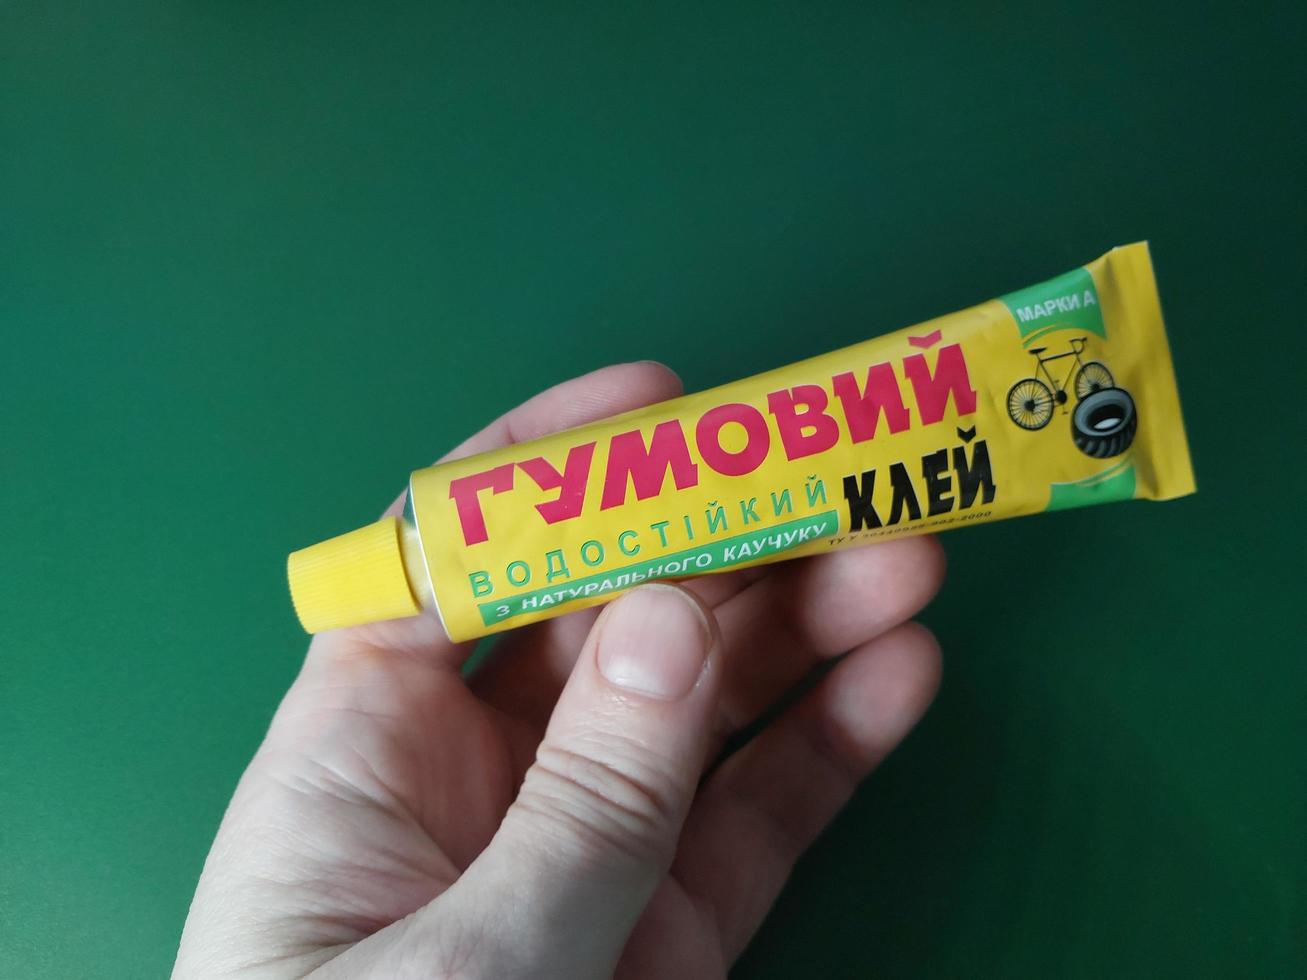 ГУМОВИЙ
ВОДОСТІЙКИЙ
КЛЕЙ
З НАТУРАЛЬНОГО КАУЧУКУ
МАРКИ А